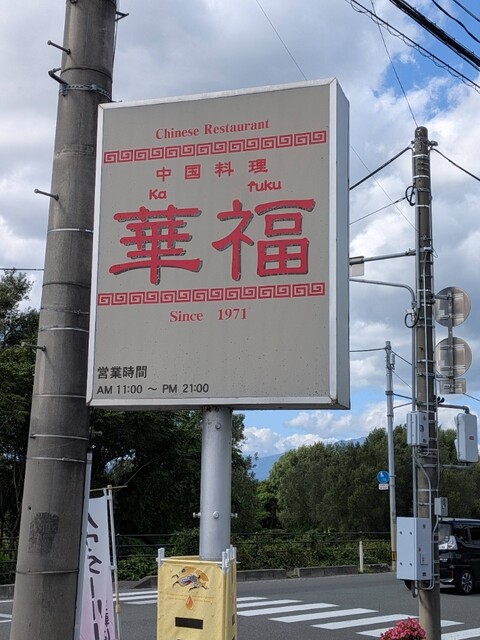 Chinese Restaurant
中国料理
Ka fuku
華福
Since 1971
営業時間
AM 11:00 ～ PM 21:00